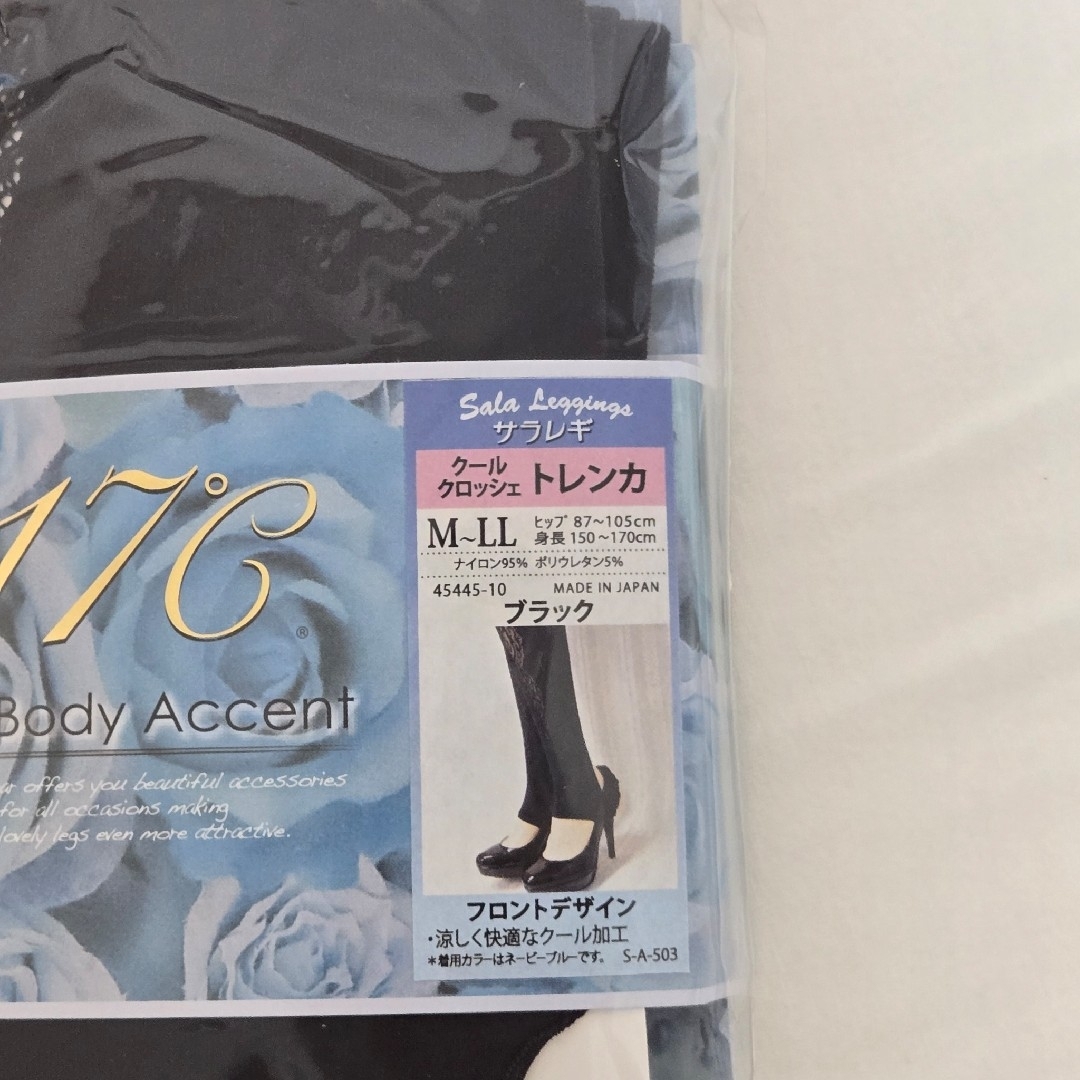 17℃®
Body Accent
offers you beautiful accessories
for all occasions making
lovely legs even more attractive.
Sala Leggings
サラレギ
クール
クロッシェ トレンカ
M~LL ヒップ 87~105cm
身長 150~170cm
ナイロン95% ポリウレタン5%
45445-10 MADE IN JAPAN
ブラック
フロントデザイン
・涼しく快適なクール加工
*着用カラーはネービーブルーです。 S-A-503